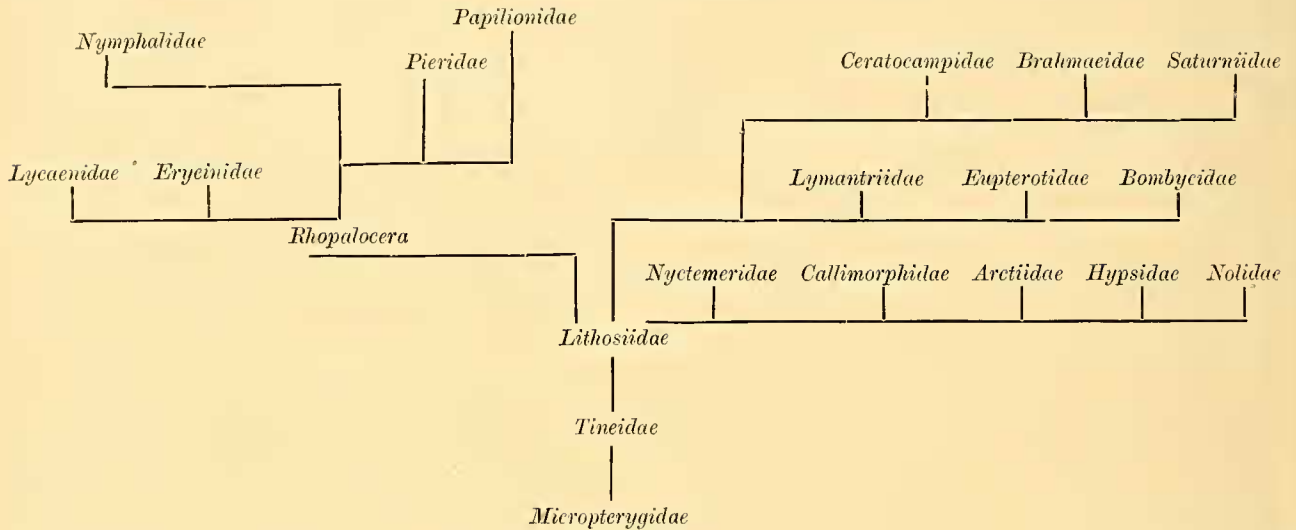 Papilionidae
Nymphalidae
Pieridae
Ceratocampidae Brahmaeidae Saturniidae
Lycaenidae Erycinidae
Lymantriidae Eupterotidae Bombycidae
Rhopalocera
Nyctemeridae Callimorphidae Arctiidae Hypsidae Nolidae
Lithosiidae
Tineidae
Micropterygidae